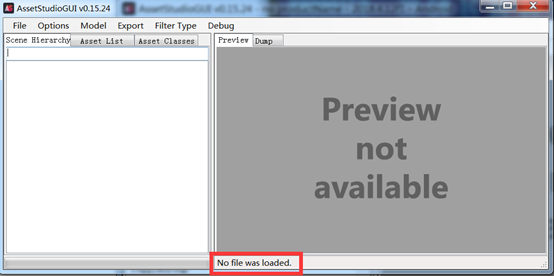 AssetStudioGUI v0.15.24
File Options Model Export Filter Type Debug
Scene Hierarchy Asset List Asset Classes Preview Dump
Preview
not
available
No file was loaded.